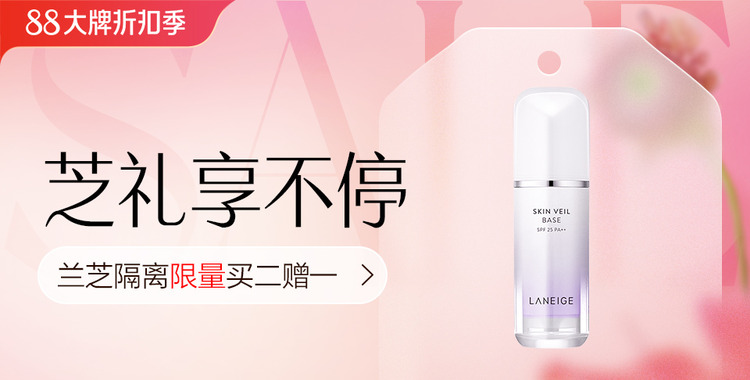 88大牌折扣季
SALE
芝礼享不停
兰芝隔离限量买二赠一 >
SKIN VEIL
BASE
SPF 25 PA++
LANEIGE